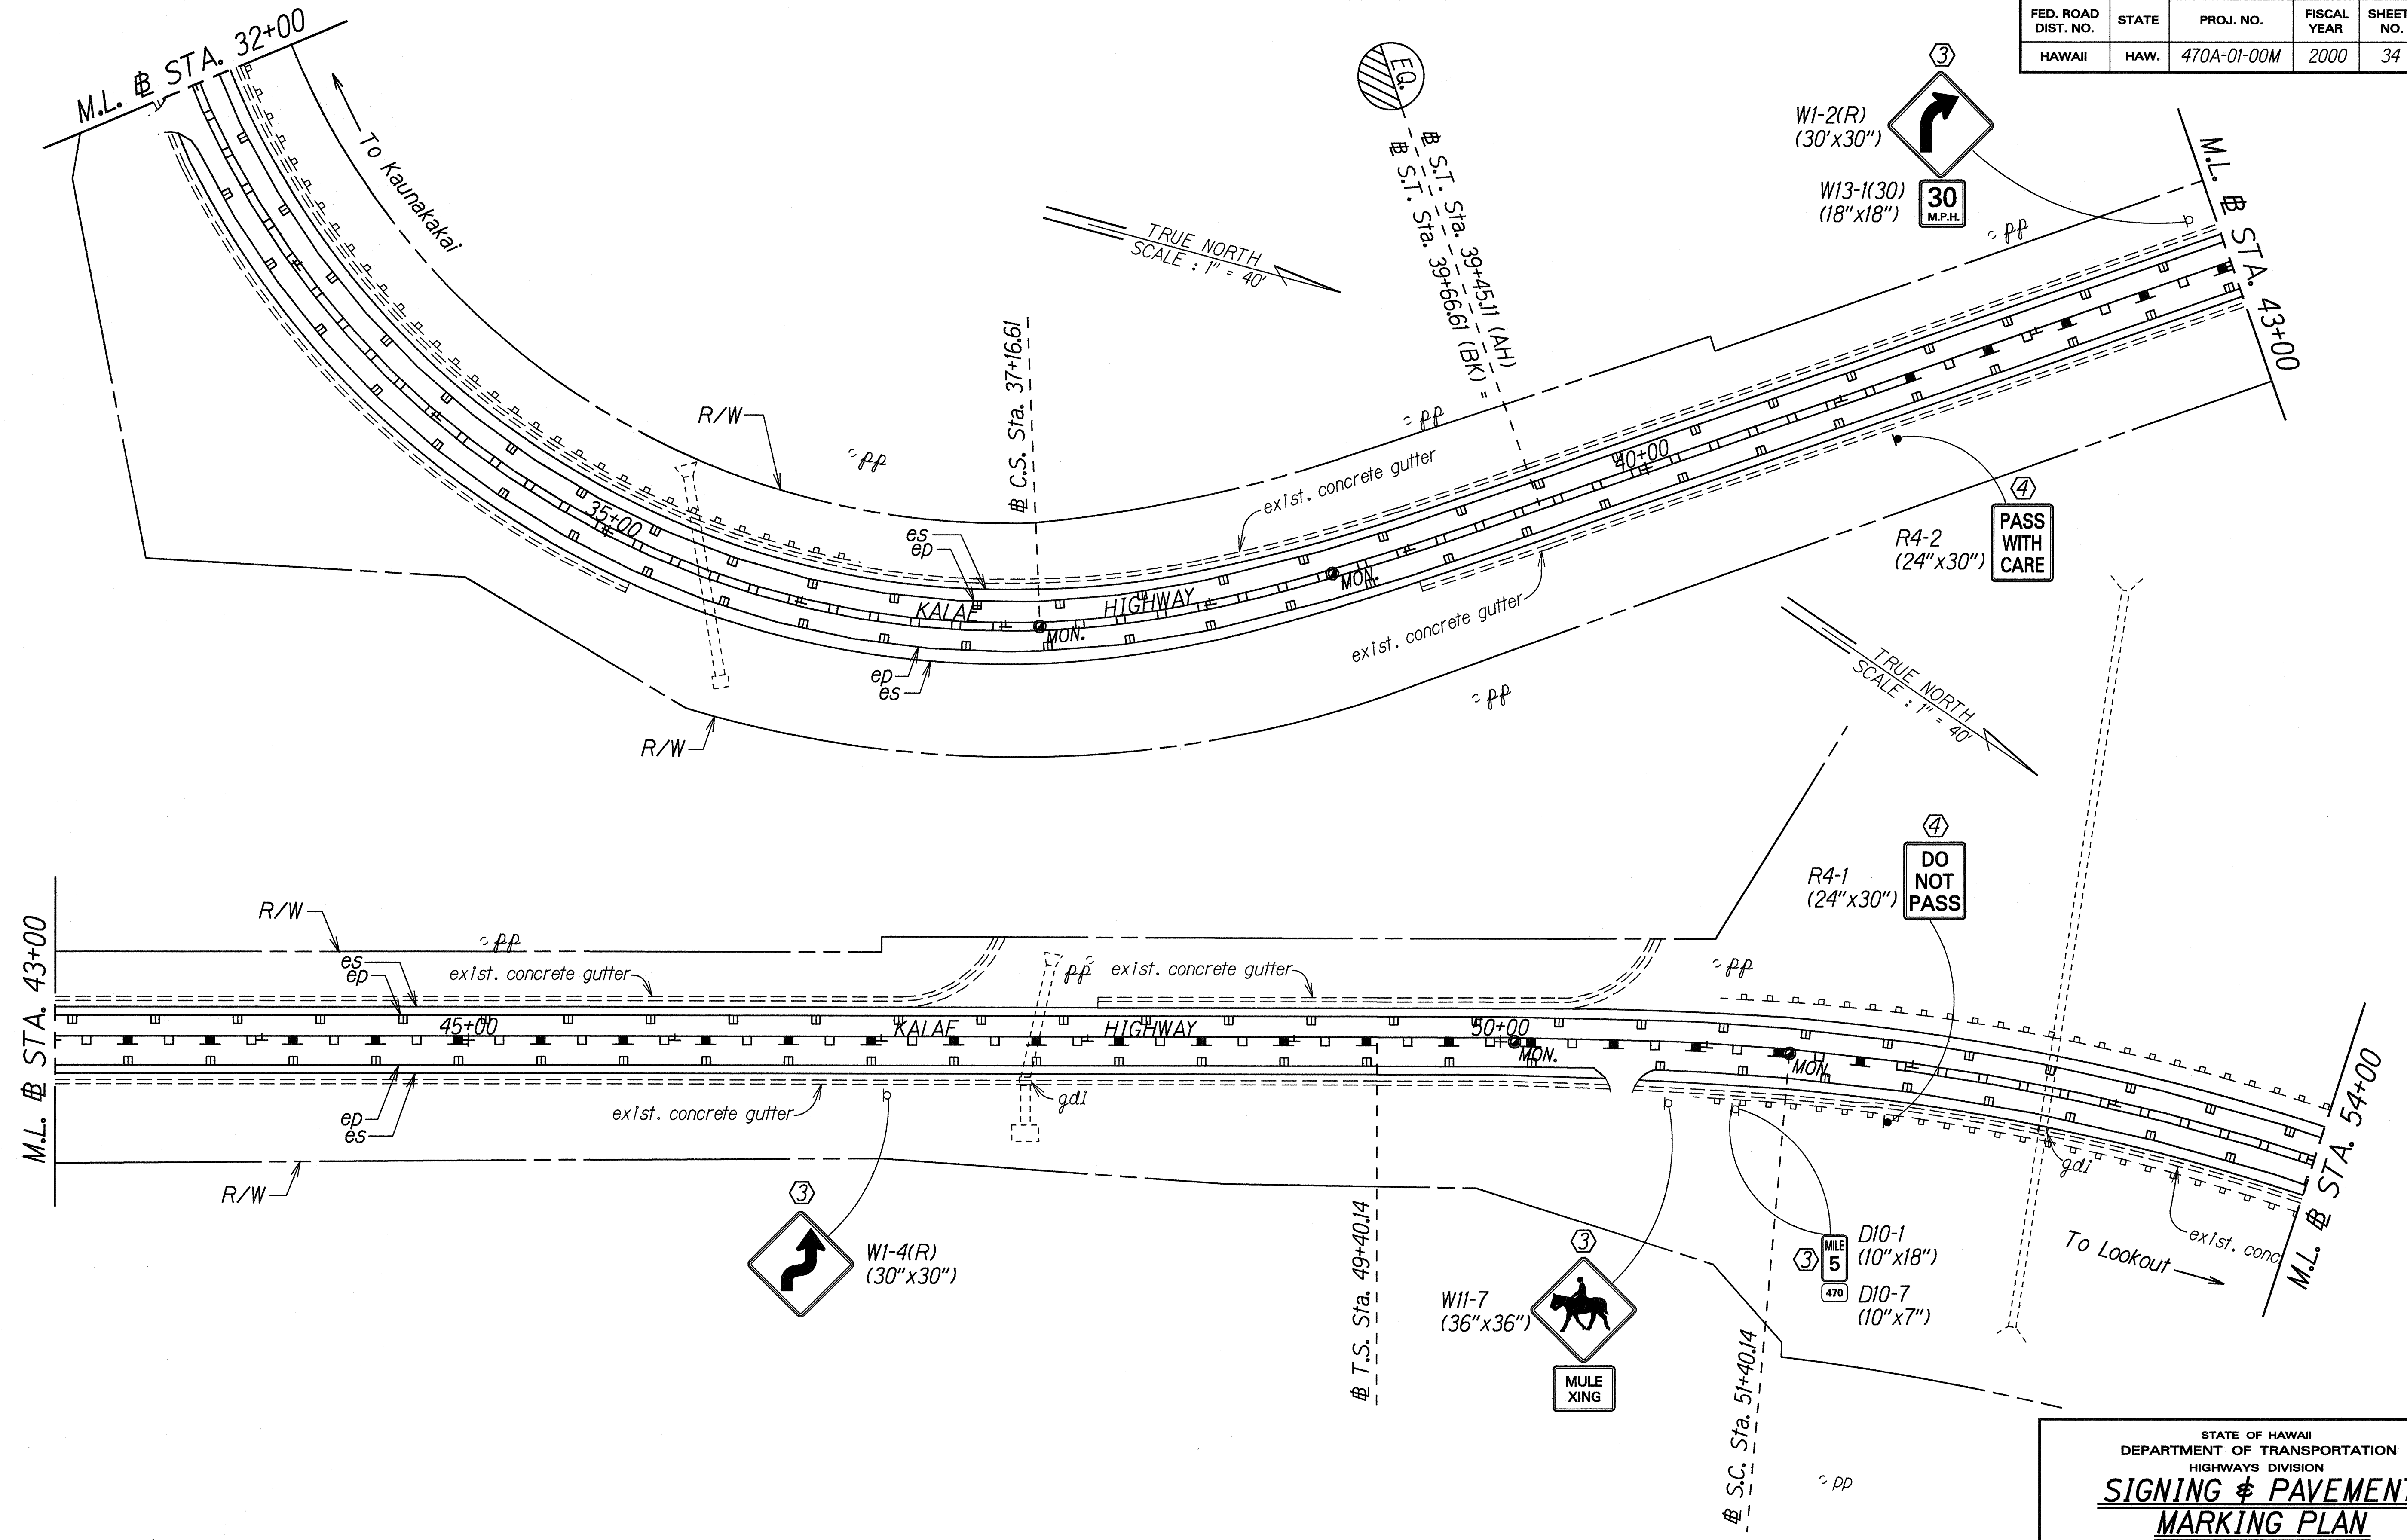 FED. ROAD DIST. NO.
STATE
PROJ. NO.
FISCAL YEAR
SHEET NO.
HAWAII
HAW.
470A-01-00M
2000
34
M.L. B STA. 32+00
To Kaunakakai
TRUE NORTH
SCALE : 1" = 40'
EQ.
B S.T. Sta. 39+45.11 (AH)
B S.T. Sta. 39+66.61 (BK) =
3
W1-2(R)
(30'x30")
W13-1(30)
(18"x18")
30
M.P.H.
M.L. B STA. 43+00
pp
R/W
pp
B C.S. Sta. 37+16.61
pp
exist. concrete gutter
40+00
35+00
es
ep
KALAE HIGHWAY
MON.
MON.
ep
es
exist. concrete gutter
pp
R/W
4
R4-2
(24"x30")
PASS
WITH
CARE
TRUE NORTH
SCALE : 1" = 40'
4
R4-1
(24"x30")
DO
NOT
PASS
M.L. B STA. 43+00
R/W
pp
es
ep
exist. concrete gutter
pp
exist. concrete gutter
pp
45+00
KALAE HIGHWAY
50+00
MON.
MON.
ep
es
exist. concrete gutter
gdi
gdi
R/W
3
W1-4(R)
(30"x30")
B T.S. Sta. 49+40.14
3
W11-7
(36"x36")
MULE
XING
3
MILE
5
470
D10-1
(10"x18")
D10-7
(10"x7")
B S.C. Sta. 51+40.14
To Lookout
exist. conc
M.L. B STA. 54+00
pp
STATE OF HAWAII
DEPARTMENT OF TRANSPORTATION
HIGHWAYS DIVISION
SIGNING & PAVEMENT
MARKING PLAN